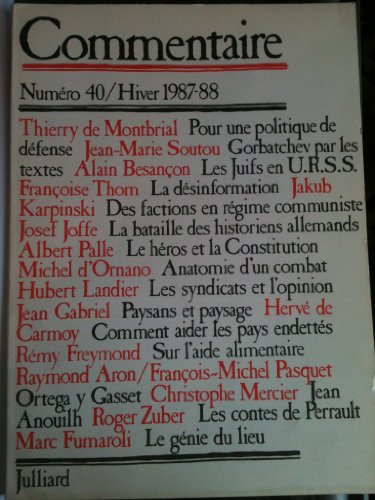 Commentaire
Numéro 40/Hiver 1987-88
Thierry de Montbrial Pour une politique de
défense Jean-Marie Soutou Gorbatchev par les
textes Alain Besançon Les Juifs en U.R.S.S.
Françoise Thom La désinformation Jakub
Karpinski Des factions en régime communiste
Josef Joffe La bataille des historiens allemands
Albert Palle Le héros et la Constitution
Michel d'Ornano Anatomie d'un combat
Hubert Landier Les syndicats et l'opinion
Jean Gabriel Paysans et paysage Hervé de
Carmoy Comment aider les pays endettés
Rémy Freymond Sur l'aide alimentaire
Raymond Aron/François-Michel Pasquet
Ortega y Gasset Christophe Mercier Jean
Anouilh Roger Zuber Les contes de Perrault
Marc Fumaroli Le génie du lieu
Julliard